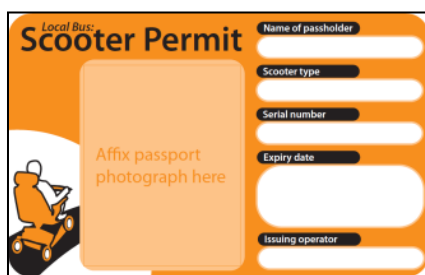 Local Bus:
Scooter Permit
Affix passport
photograph here
Name of passholder
Scooter type
Serial number
Expiry date
Issuing operator